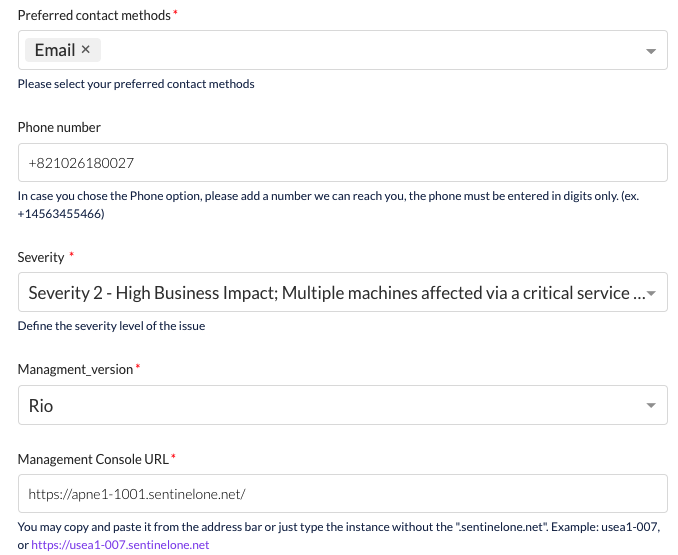 Preferred contact methods*
Email ×
Please select your preferred contact methods
Phone number
+821026180027
In case you chose the Phone option, please add a number we can reach you, the phone must be entered in digits only. (ex.
+14563455466)
Severity *
Severity 2 - High Business Impact; Multiple machines affected via a critical service ...
Define the severity level of the issue
Managment_version*
Rio
Management Console URL*
https://apne1-1001.sentinelone.net/
You may copy and paste it from the address bar or just type the instance without the ".sentinelone.net". Example: usea1-007,
or https://usea1-007.sentinelone.net